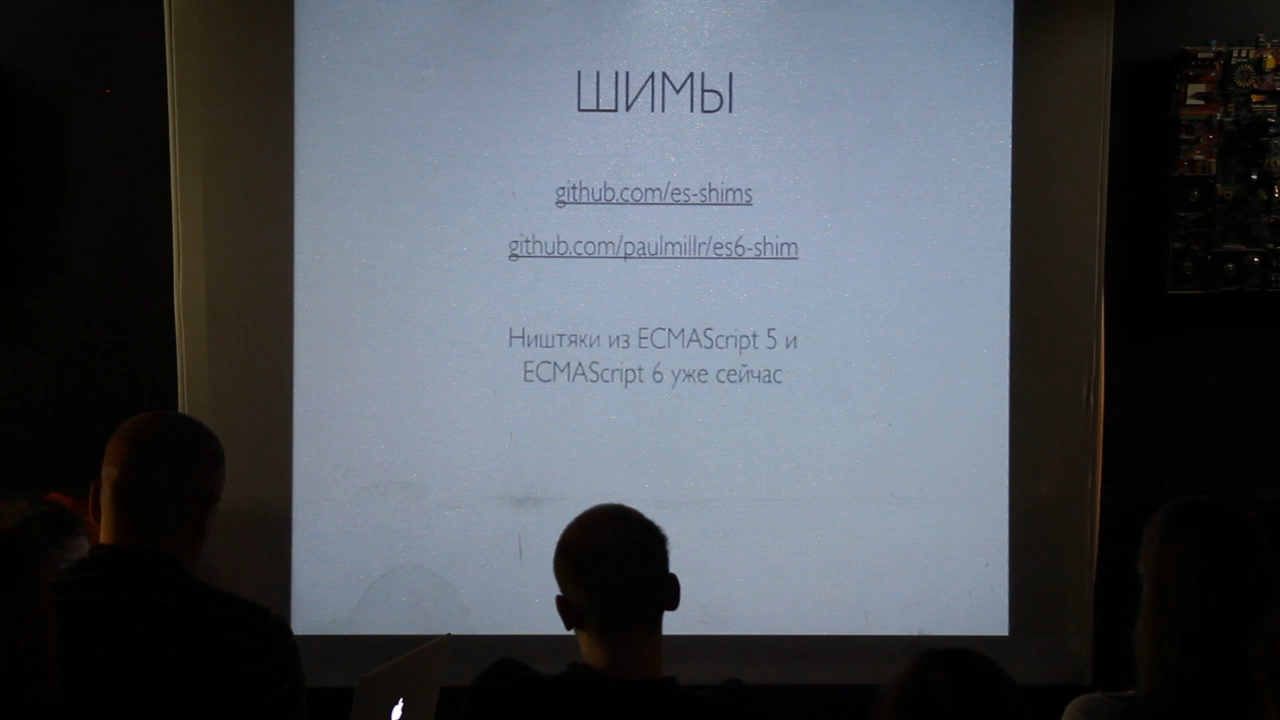 ШИМЫ
github.com/es-shims
github.com/paulmillr/es6-shim
Ништяки из ECMAScript 5 и
ECMAScript 6 уже сейчас